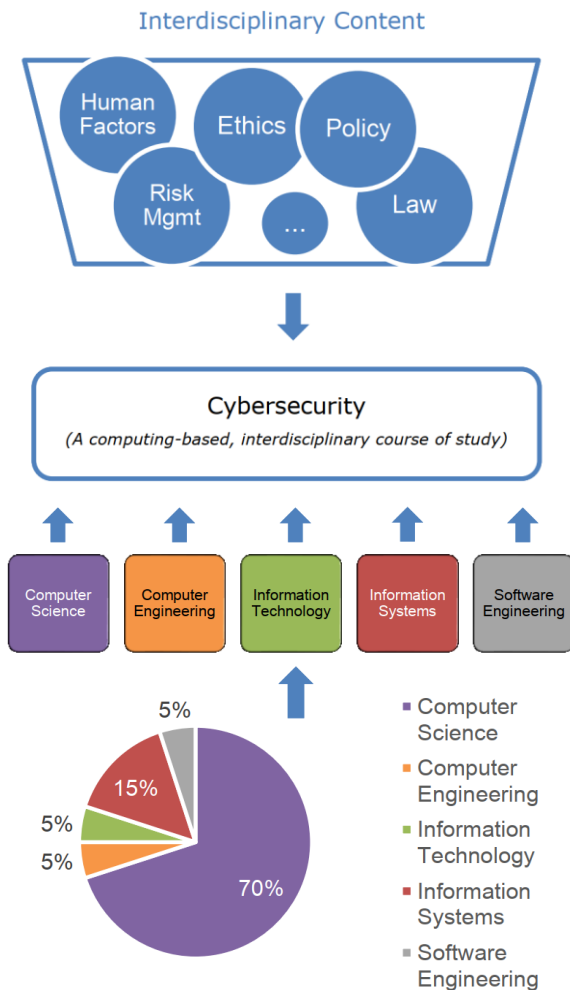 Interdisciplinary Content
Human
Factors
Ethics
Policy
Risk
Mgmt
...
Law
Cybersecurity
(A computing-based, interdisciplinary course of study)
Computer
Science
Computer
Engineering
Information
Technology
Information
Systems
Software
Engineering
5%
15%
5%
5%
70%
Computer
Science
Computer
Engineering
Information
Technology
Information
Systems
Software
Engineering